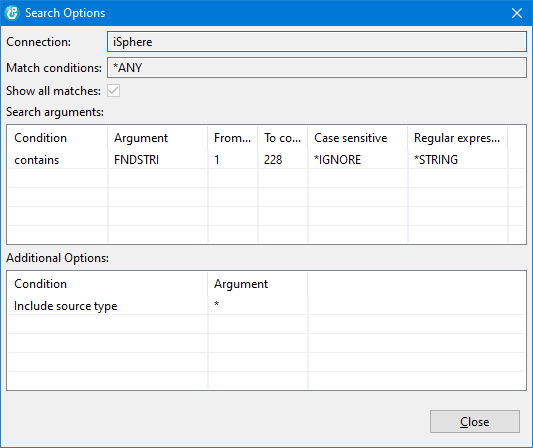 Search Options
Connection: iSphere
Match conditions: *ANY
Show all matches:
Search arguments:
Condition Argument From... To co... Case sensitive Regular expres...
contains FNDSTRI 1 228 *IGNORE *STRING
Additional Options:
Condition Argument
Include source type *
Close